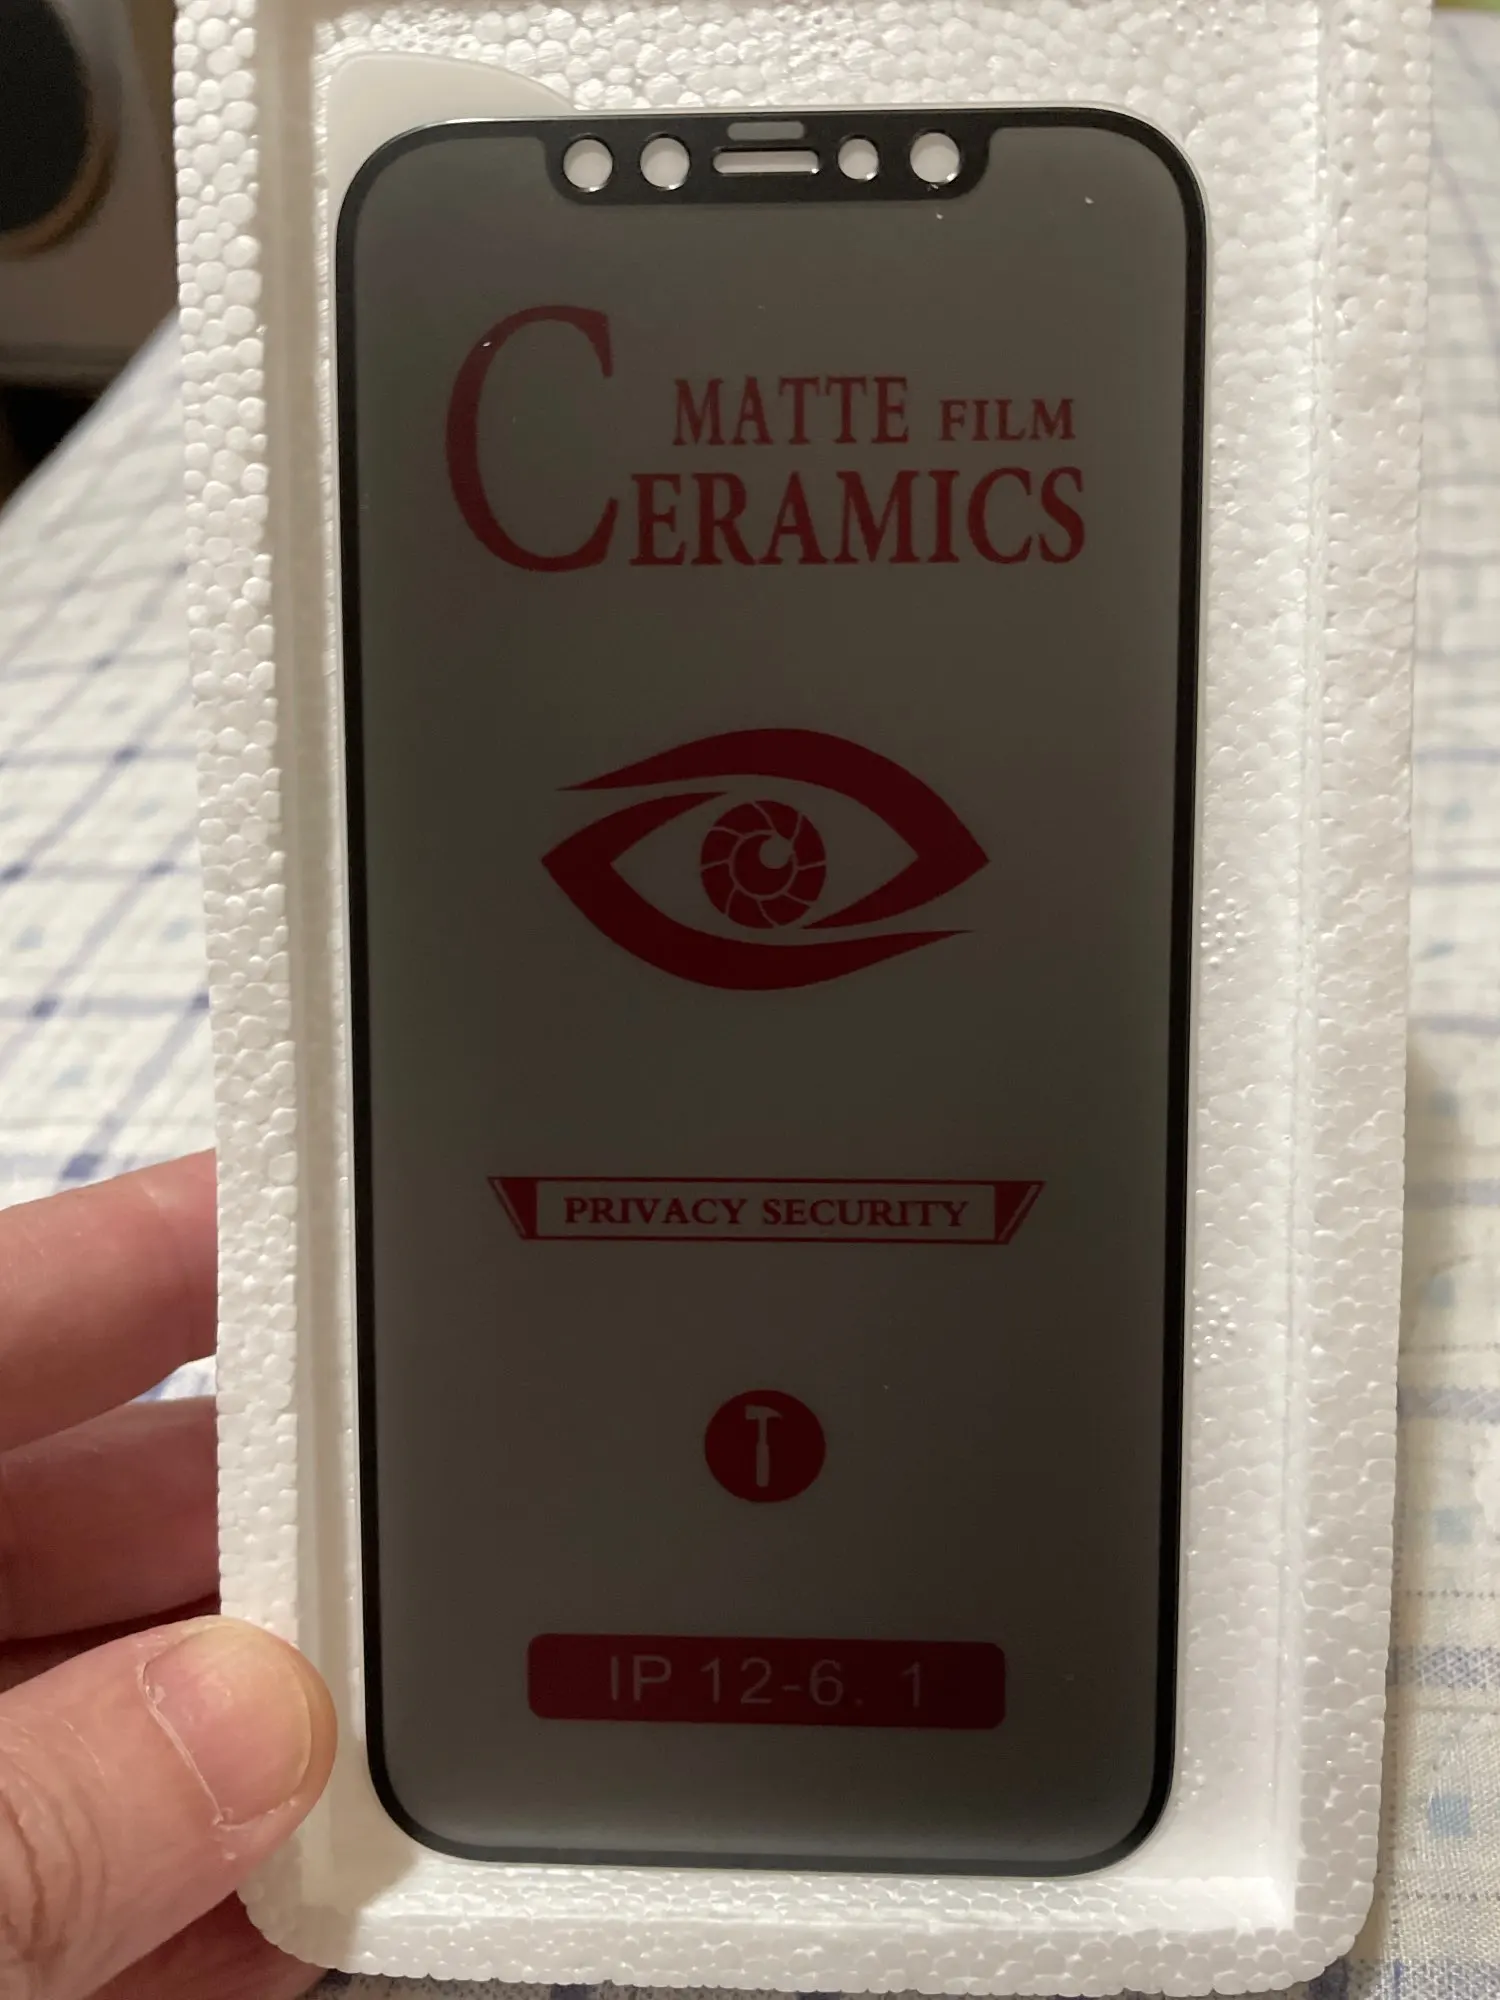 MATTE FILM
CERAMICS
PRIVACY SECURITY
IP 12-6. 1